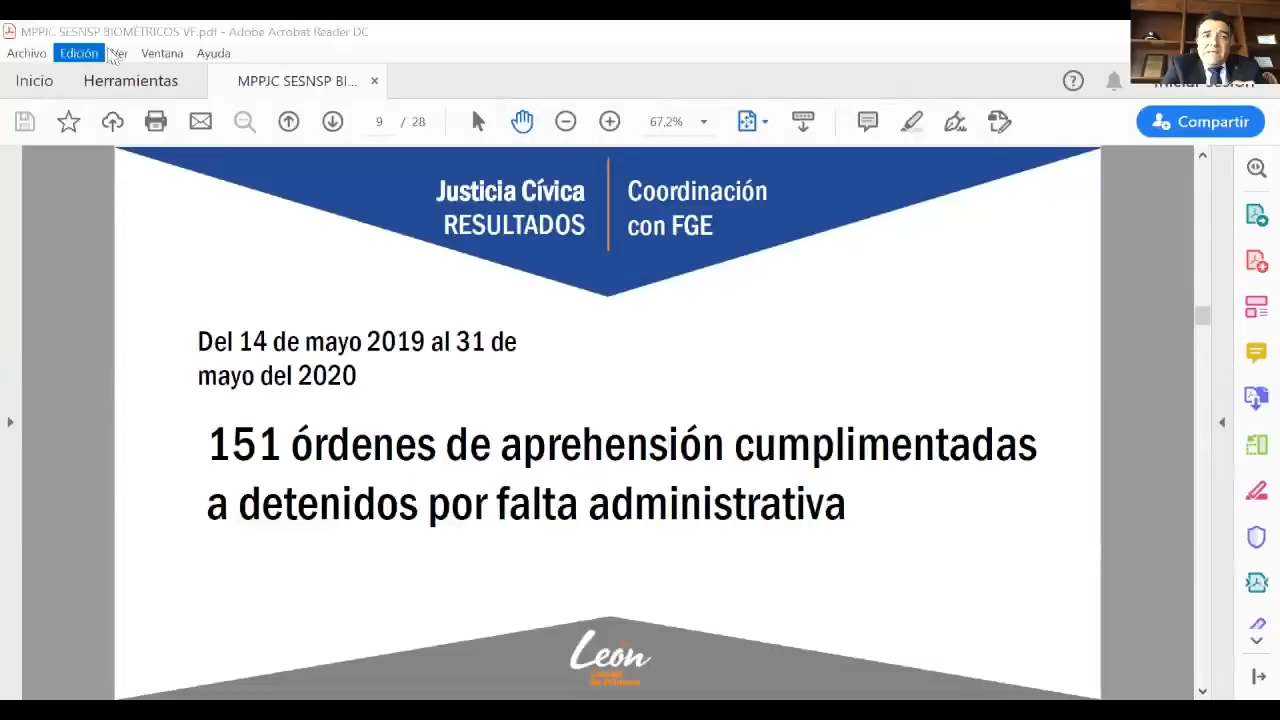 MPPJC SESNSP BIOMÉTRICOS VF.pdf - Adobe Acrobat Reader DC
Archivo Edición Ver Ventana Ayuda
Inicio Herramientas MPPJC SESNSP BI... ×
9 / 28 67,2% Compartir
Justicia Cívica
RESULTADOS
Coordinación
con FGE
Del 14 de mayo 2019 al 31 de
mayo del 2020
151 órdenes de aprehensión cumplimentadas
a detenidos por falta administrativa
León